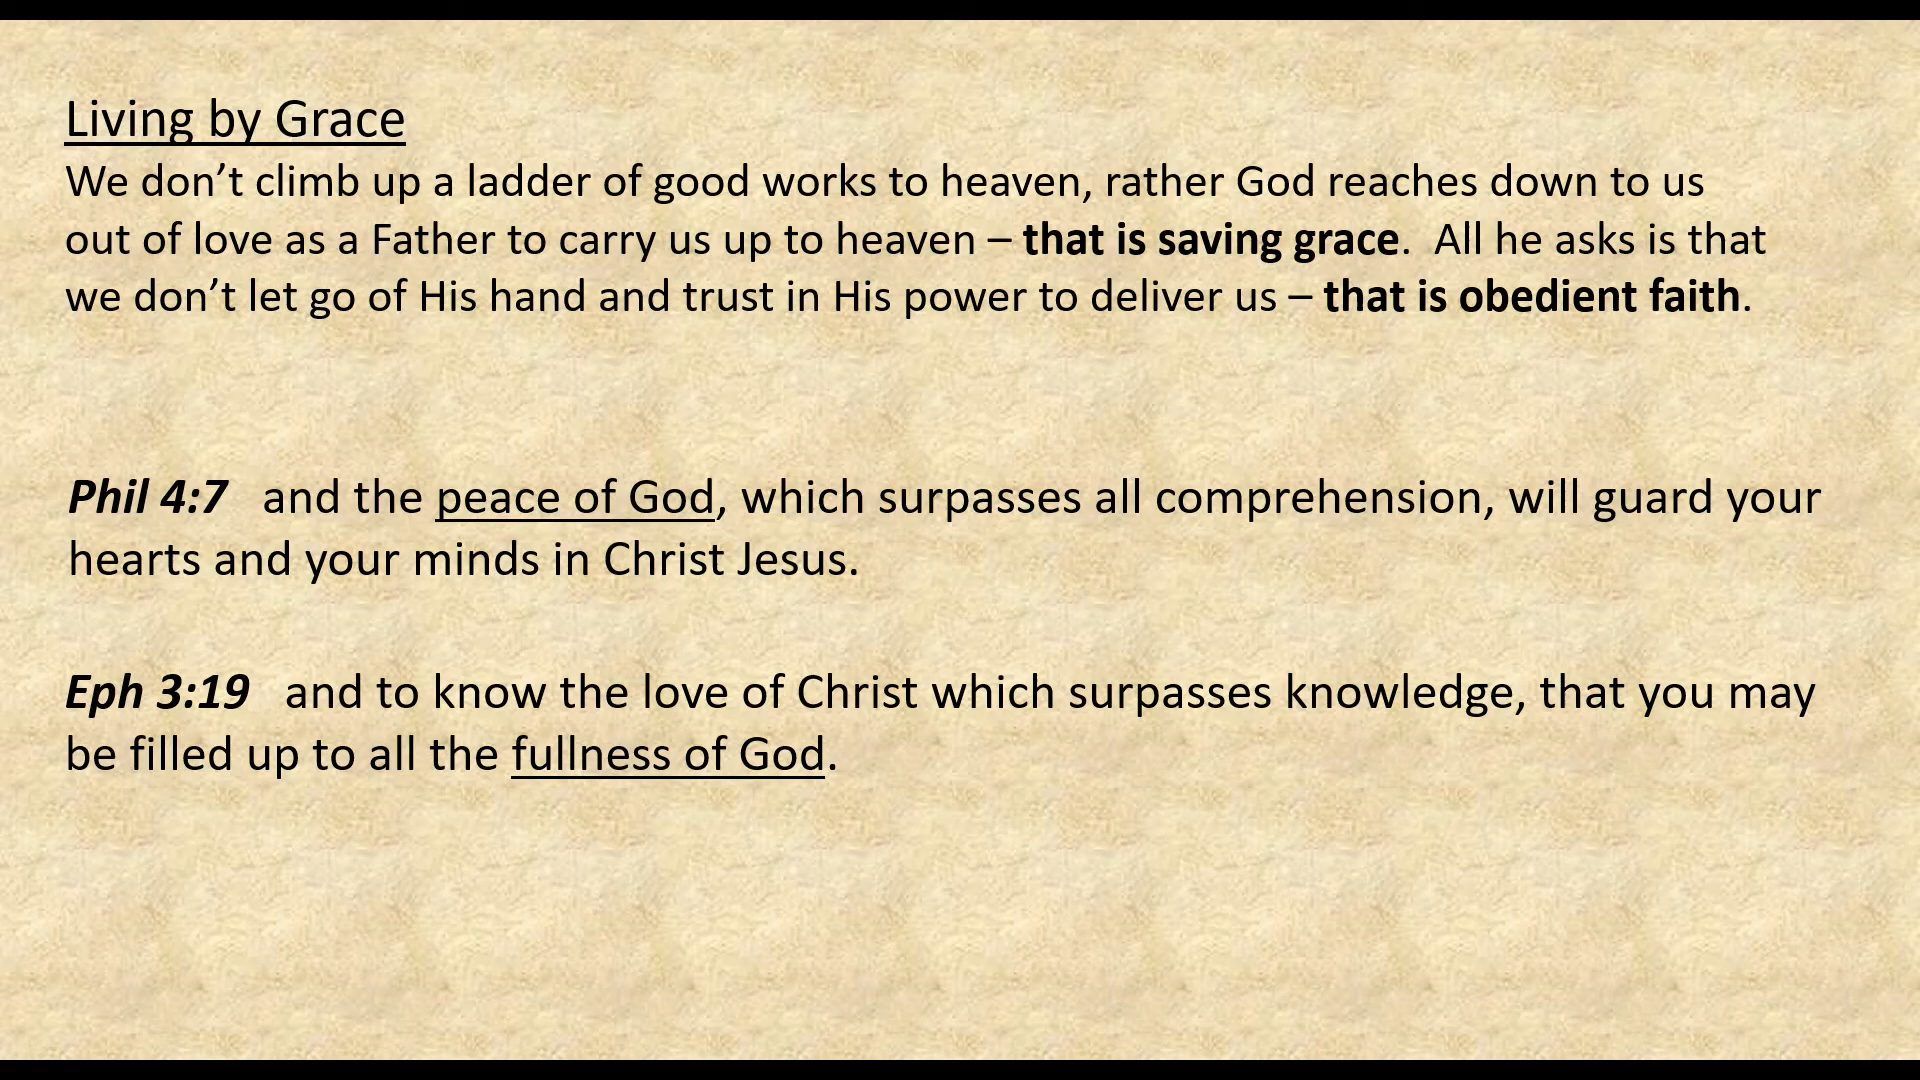 Living by Grace
We don’t climb up a ladder of good works to heaven, rather God reaches down to us
out of love as a Father to carry us up to heaven – that is saving grace.  All he asks is that
we don’t let go of His hand and trust in His power to deliver us – that is obedient faith.
Phil 4:7   and the peace of God, which surpasses all comprehension, will guard your
hearts and your minds in Christ Jesus.
Eph 3:19   and to know the love of Christ which surpasses knowledge, that you may
be filled up to all the fullness of God.